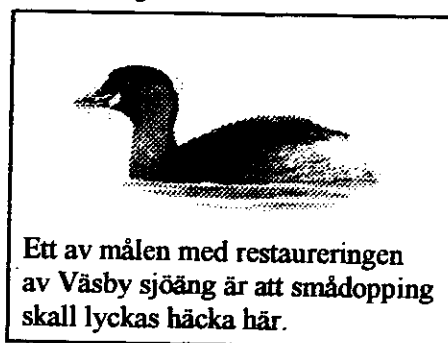 Ett av målen med restaureringen
av Väsby sjöäng är att smådopping
skall lyckas häcka här.